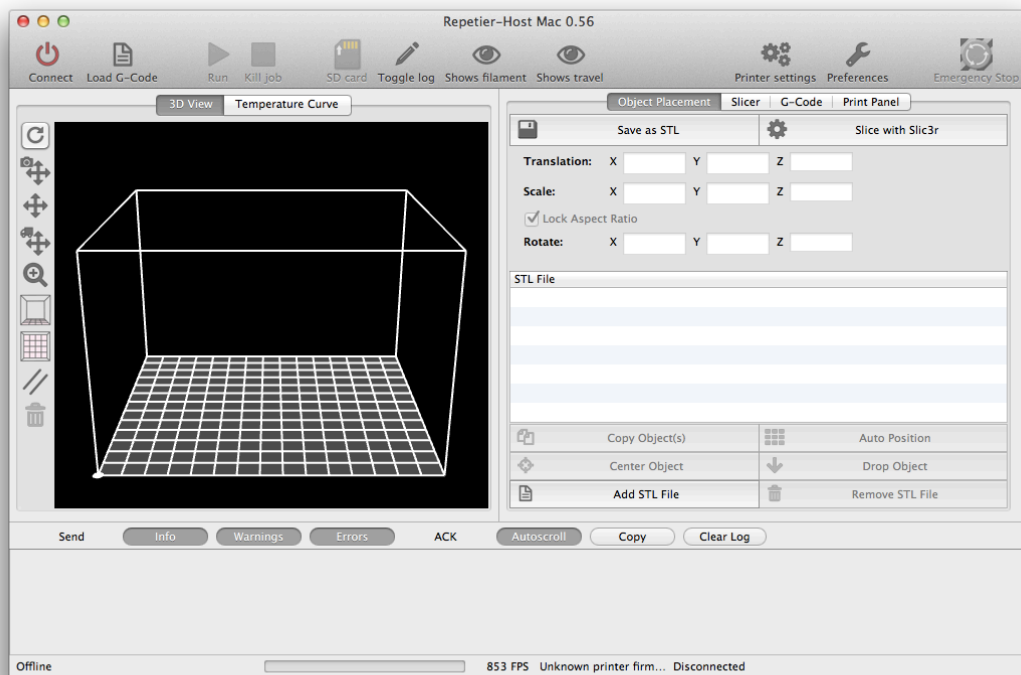 Repetier-Host Mac 0.56
Connect Load G-Code Run Kill job SD card Toggle log Shows filament Shows travel Printer settings Preferences Emergency Stop
3D View Temperature Curve
Object Placement Slicer G-Code Print Panel
Save as STL Slice with Slic3r
Translation: X Y Z
Scale: X Y Z
Lock Aspect Ratio
Rotate: X Y Z
STL File
Copy Object(s) Auto Position
Center Object Drop Object
Add STL File Remove STL File
Send Info Warnings Errors ACK Autoscroll Copy Clear Log
Offline 853 FPS Unknown printer firm... Disconnected